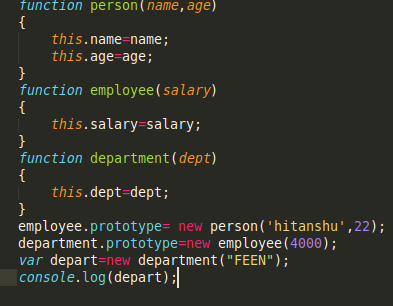 function person(name,age)
{
this.name=name;
this.age=age;
}
function employee(salary)
{
this.salary=salary;
}
function department(dept)
{
this.dept=dept;
}
employee.prototype= new person('hitanshu',22);
department.prototype=new employee(4000);
var depart=new department("FEEN");
console.log(depart);